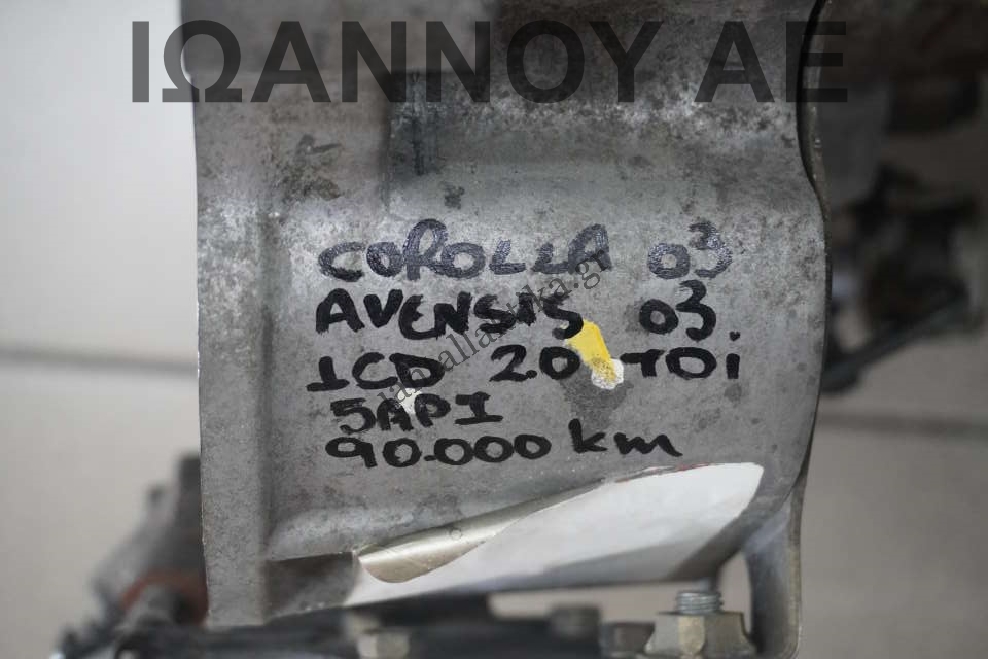 ΙΩΑΝΝΟΥ ΑΕ
COROLLA 03
AVENSIS 03.
1CD 2.0 TDi
5ΑΡΙ
90.000 km